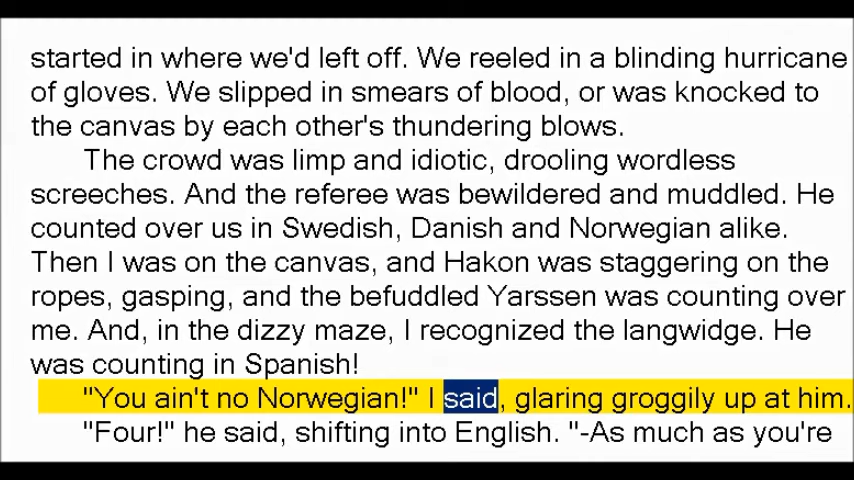 started in where we'd left off. We reeled in a blinding hurricane
of gloves. We slipped in smears of blood, or was knocked to
the canvas by each other's thundering blows.
The crowd was limp and idiotic, drooling wordless
screeches. And the referee was bewildered and muddled. He
counted over us in Swedish, Danish and Norwegian alike.
Then I was on the canvas, and Hakon was staggering on the
ropes, gasping, and the befuddled Yarssen was counting over
me. And, in the dizzy maze, I recognized the langwidge. He
was counting in Spanish!
"You ain't no Norwegian!" I said, glaring groggily up at him.
"Four!" he said, shifting into English. "-As much as you're